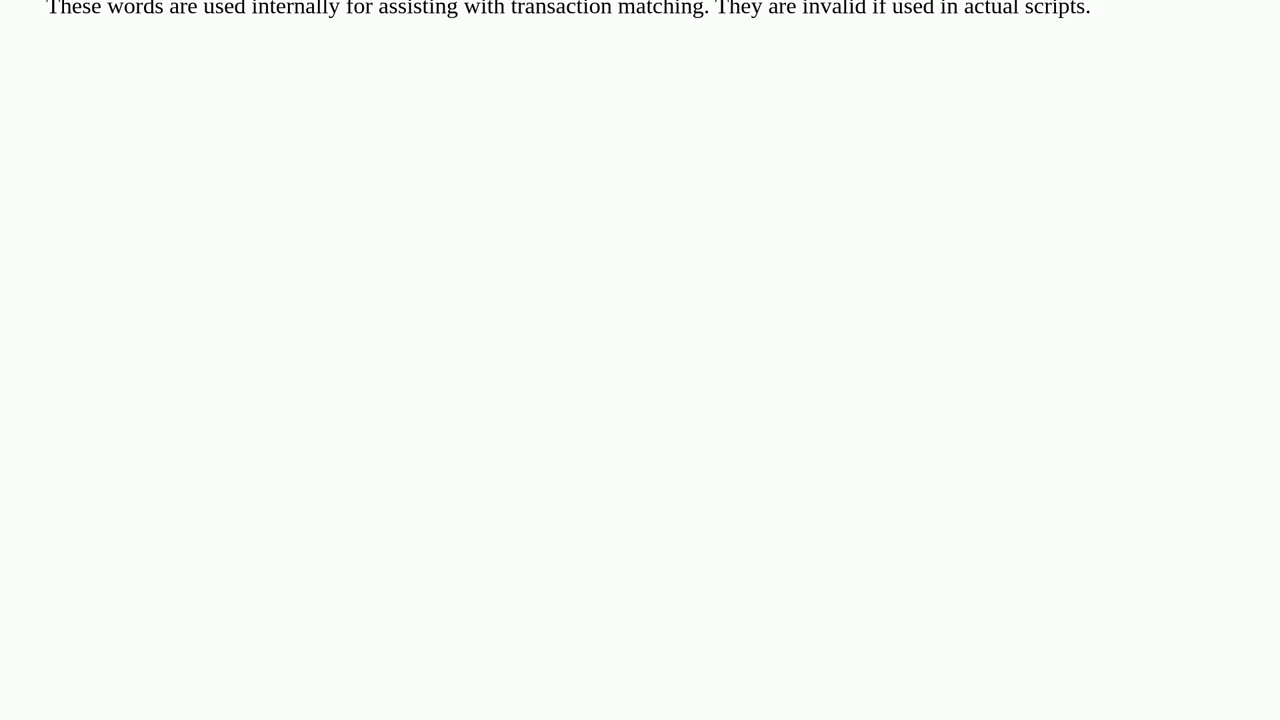 These words are used internally for assisting with transaction matching. They are invalid if used in actual scripts.